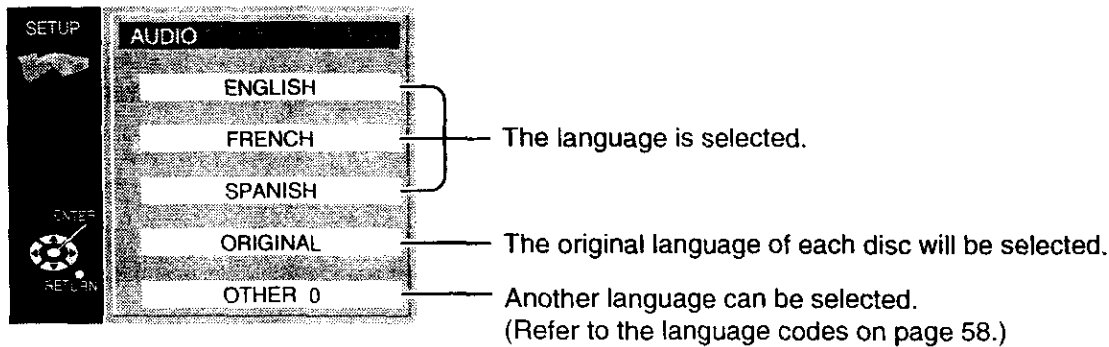 SETUP
AUDIO
ENGLISH
FRENCH
The language is selected.
SPANISH
ENTER
ORIGINAL
The original language of each disc will be selected.
RETURN
OTHER 0
Another language can be selected.
(Refer to the language codes on page 58.)